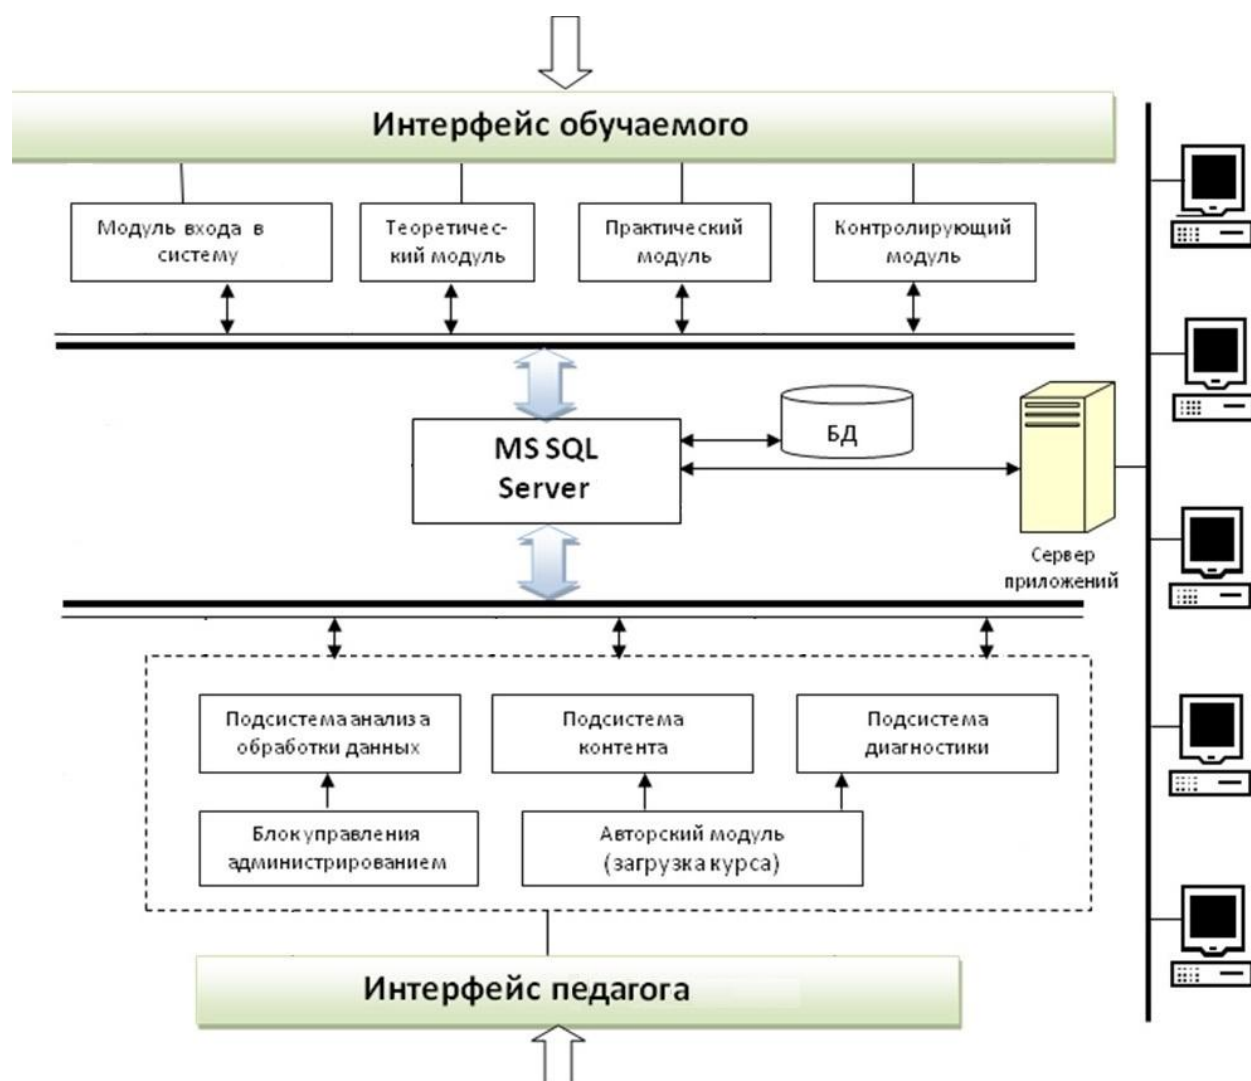 Интерфейс обучаемого
Модуль входа в
систему
Теоретичес-
кий модуль
Практический
модуль
Контролирующий
модуль
MS SQL
Server
БД
Сервер
приложений
Подсистема анализа
обработки данных
Подсистема
контента
Подсистема
диагностики
Блок управления
администрированием
Авторский модуль
(загрузка курса)
Интерфейс педагога